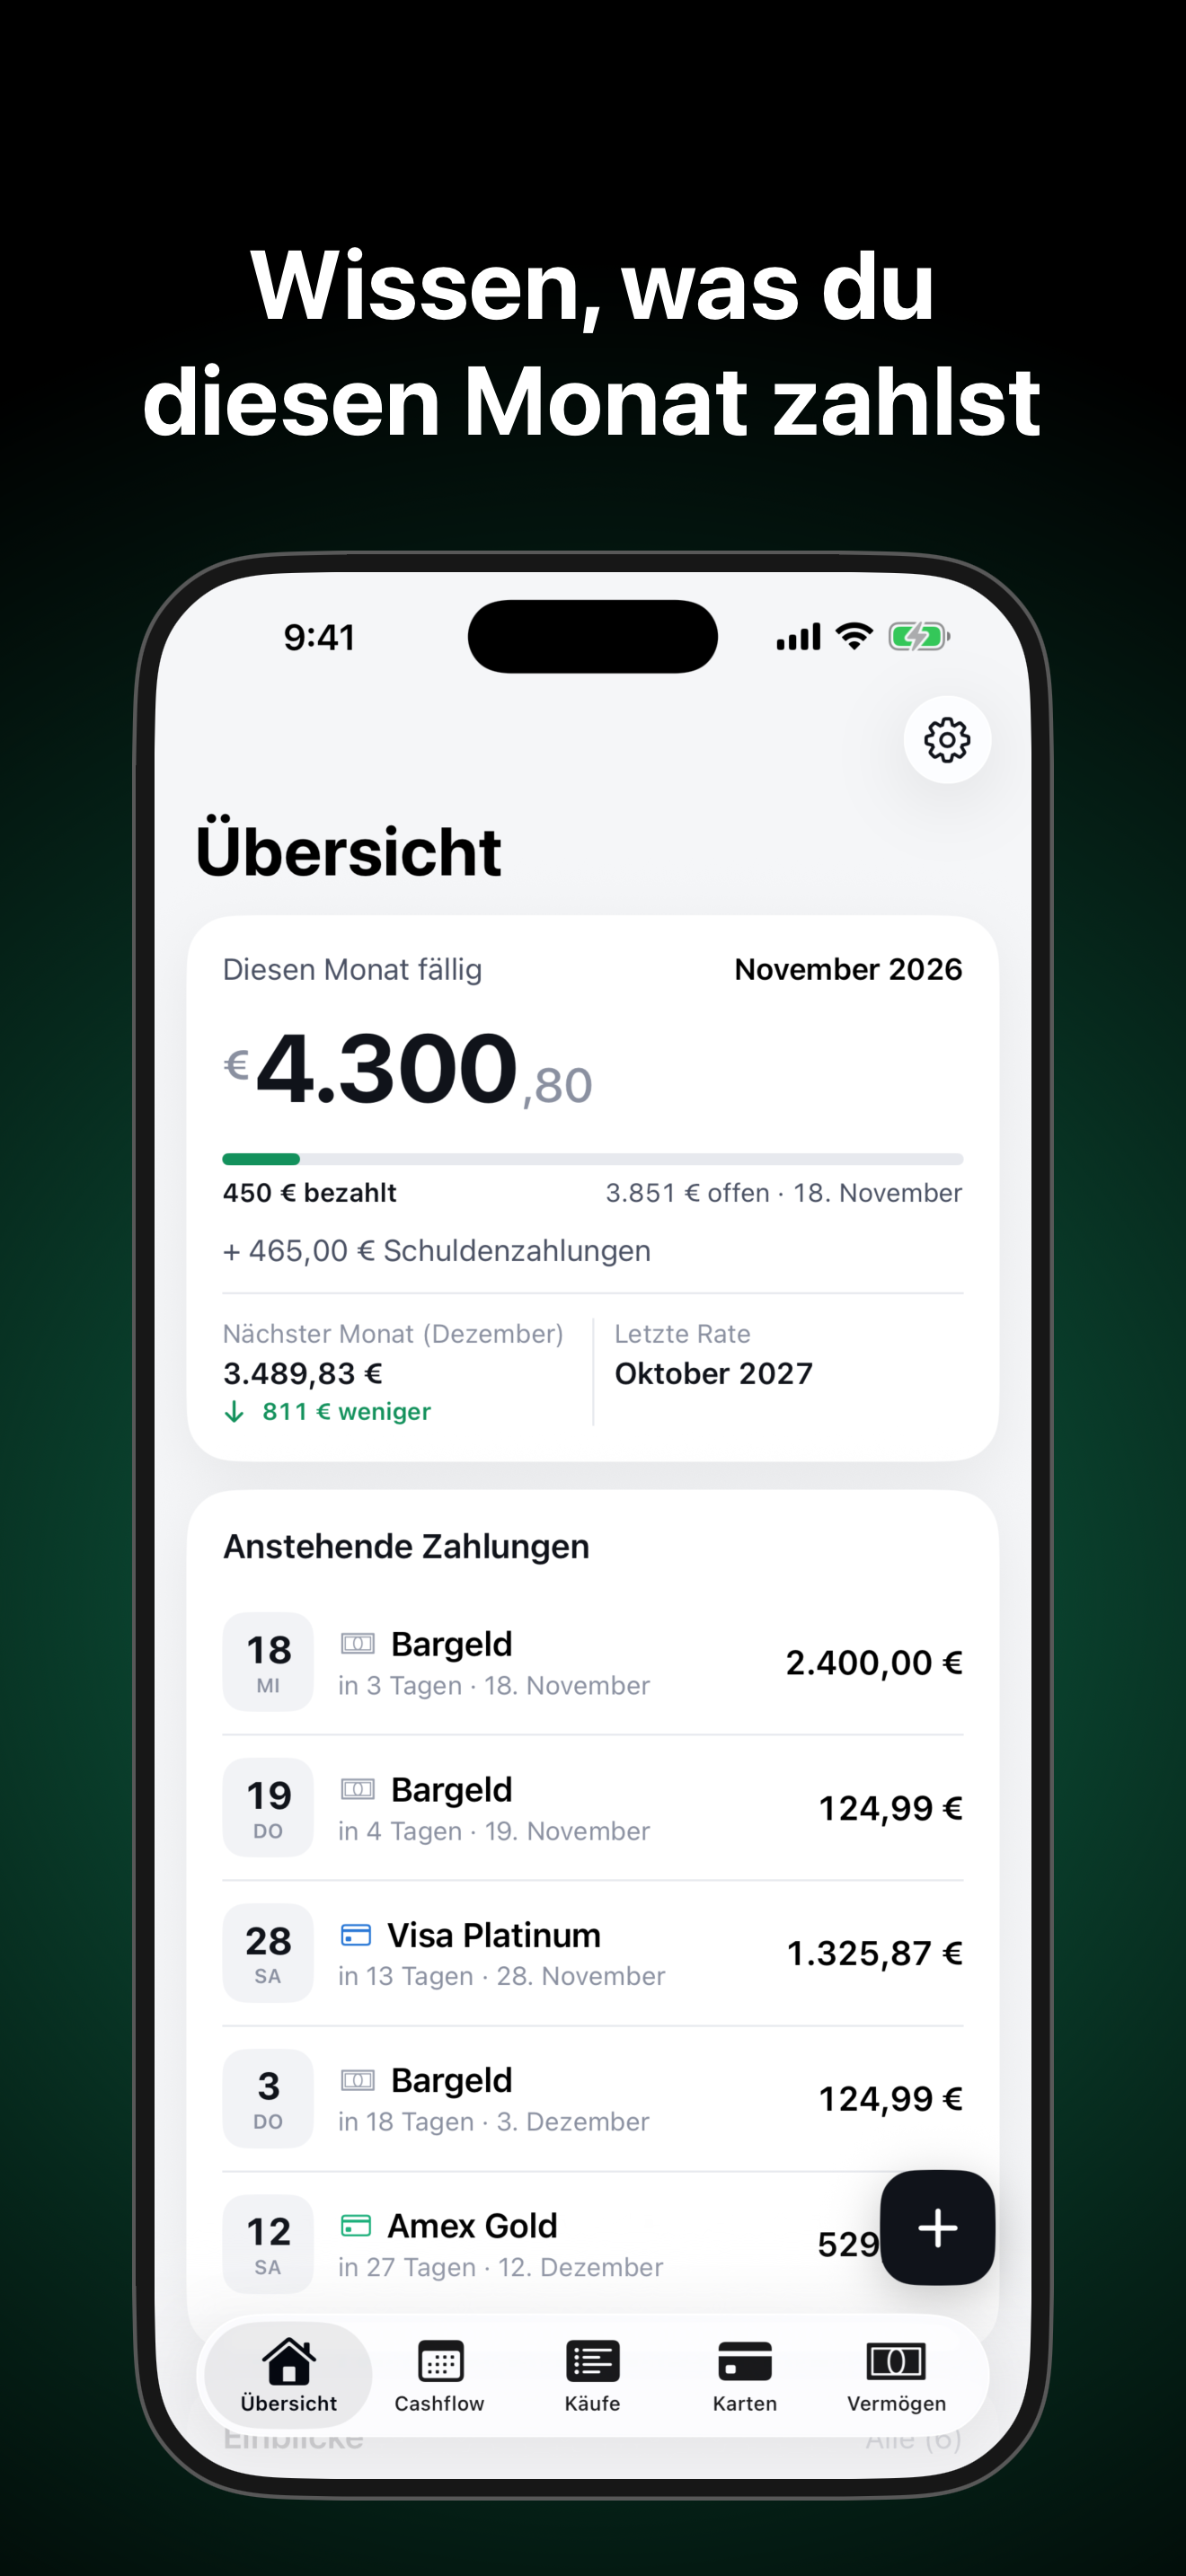 Wissen, was du
diesen Monat zahlst
9:41
Übersicht
Diesen Monat fällig
November 2026
€4.300,80
450 € bezahlt
3.851 € offen · 18. November
+ 465,00 € Schuldenzahlungen
Nächster Monat (Dezember)
3.489,83 €
↓ 811 € weniger
Letzte Rate
Oktober 2027
Anstehende Zahlungen
18
MI
Bargeld
in 3 Tagen · 18. November
2.400,00 €
19
DO
Bargeld
in 4 Tagen · 19. November
124,99 €
28
SA
Visa Platinum
in 13 Tagen · 28. November
1.325,87 €
3
DO
Bargeld
in 18 Tagen · 3. Dezember
124,99 €
12
SA
Amex Gold
in 27 Tagen · 12. Dezember
529
Übersicht
Cashflow
Käufe
Karten
Vermögen
Einblicke
Alle (6)